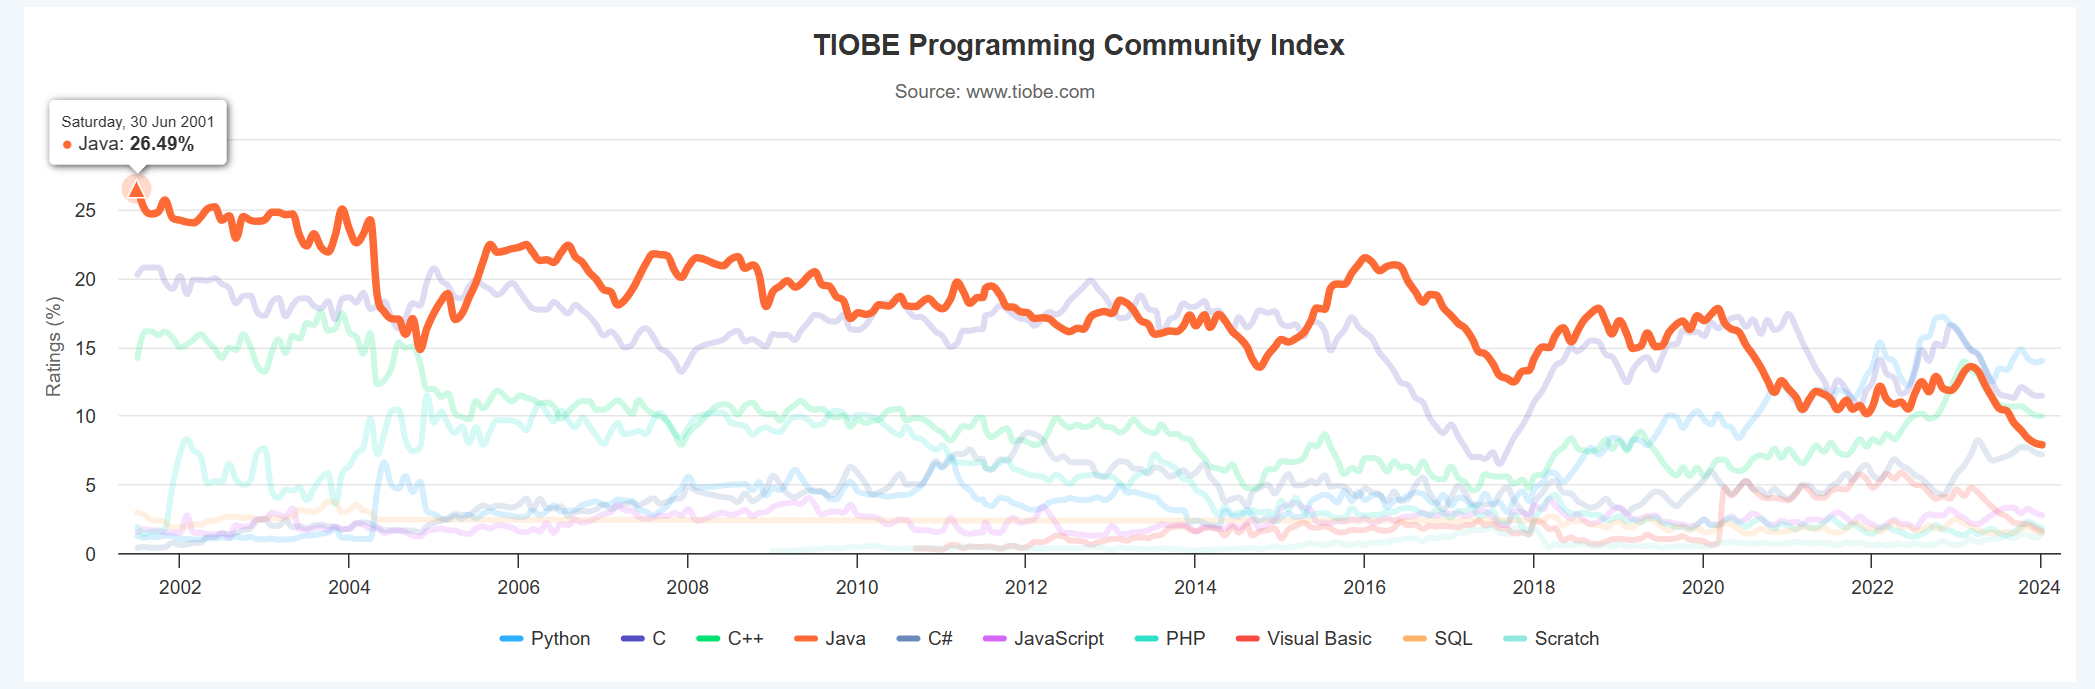 TIOBE Programming Community Index
Source: www.tiobe.com
Saturday, 30 Jun 2001
● Java: 26.49%
Ratings (%)
25
20
15
10
5
0
2002 2004 2006 2008 2010 2012 2014 2016 2018 2020 2022 2024
Python C C++ Java C# JavaScript PHP Visual Basic SQL Scratch